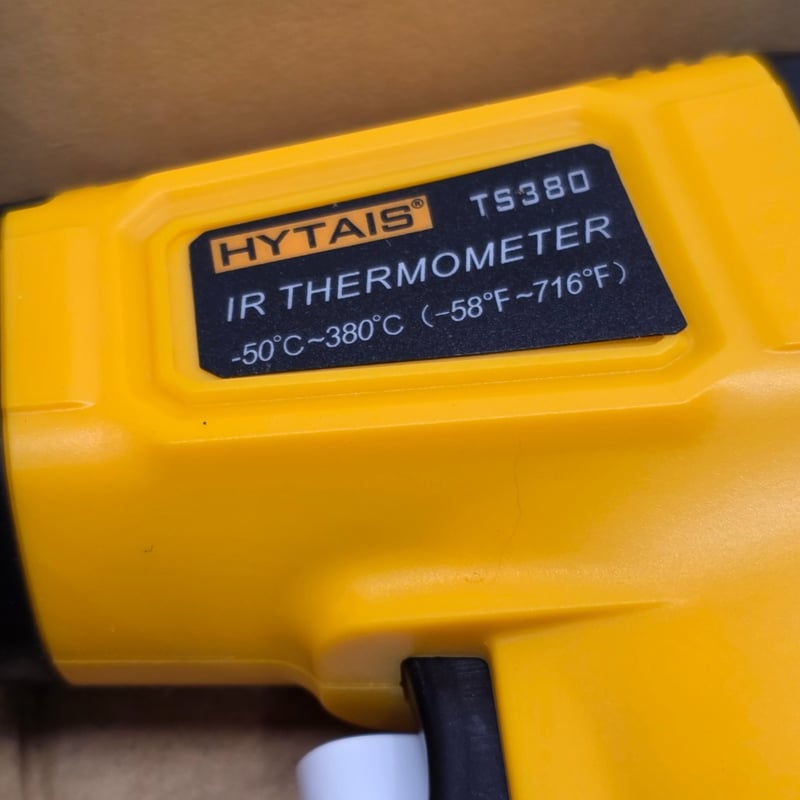 HYTAIS® TS380
IR THERMOMETER
-50°C~380°C (-58°F~716°F)